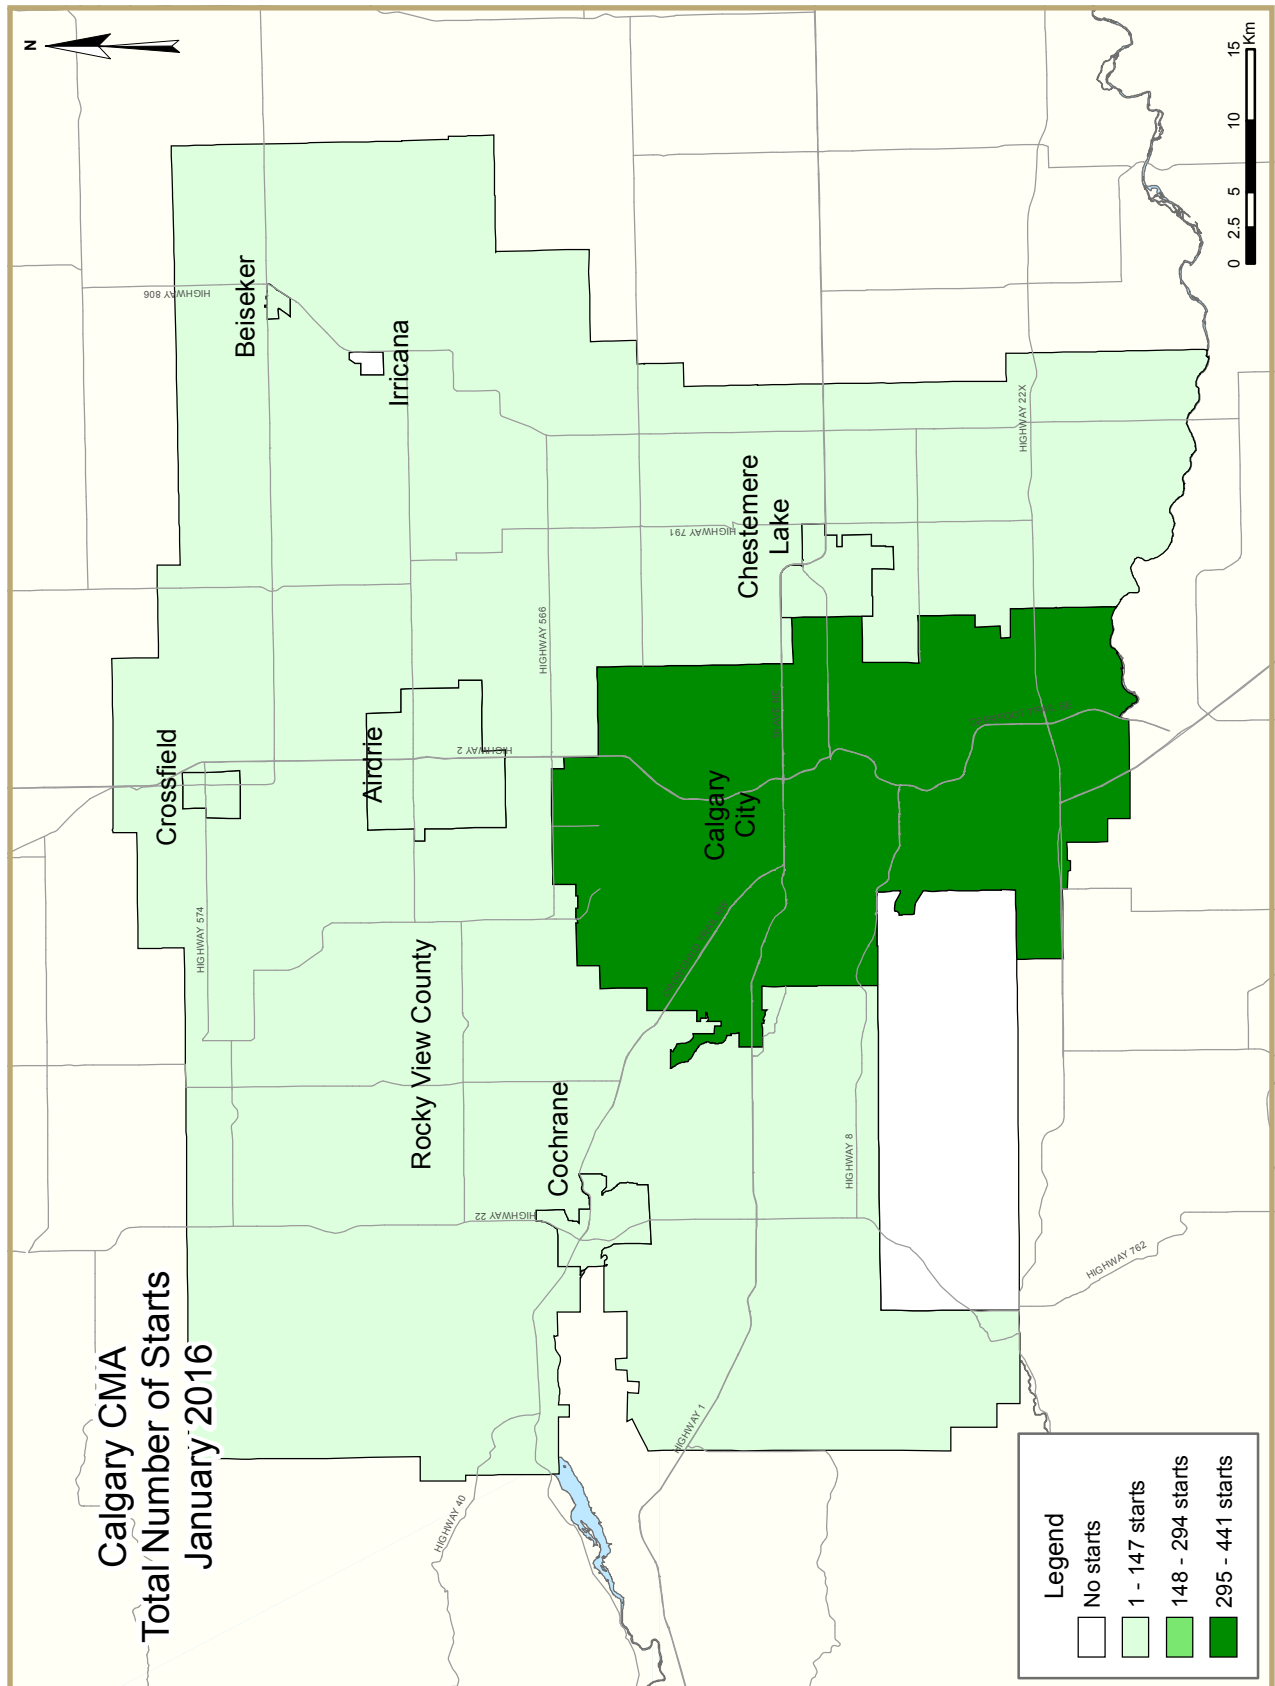 Calgary CMA
Total Number of Starts
January 2016
N
Crossfield
Beiseker
Irricana
Airdrie
Rocky View County
Cochrane
Chestemere
Lake
Calgary
City
HIGHWAY 806
HIGHWAY 574
HIGHWAY 2
HIGHWAY 566
HIGHWAY 791
HIGHWAY 22X
HIGHWAY 22
HIGHWAY 8
HIGHWAY 1
HIGHWAY 40
HIGHWAY 762
Legend
No starts
1 - 147 starts
148 - 294 starts
295 - 441 starts
0 2.5 5 10 15
Km